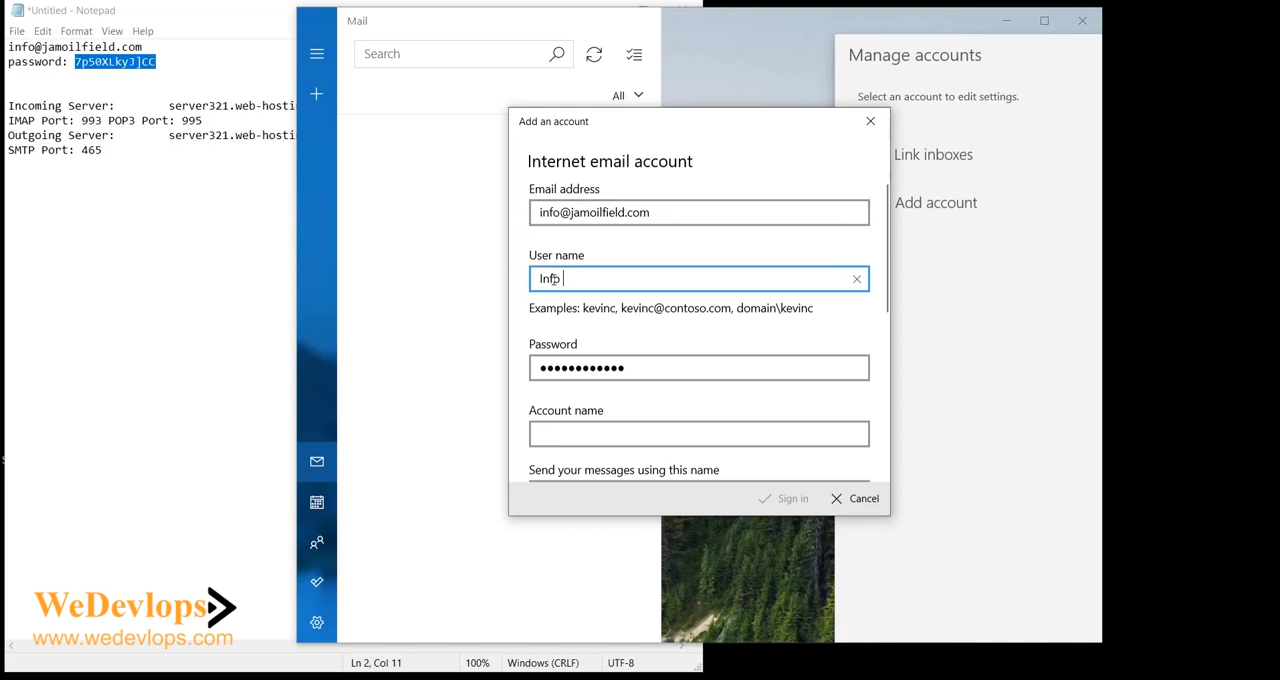 *Untitled - Notepad
File Edit Format View Help
info@jamoilfield.com
password: 7p50XLkyJ]CC
Incoming Server: server321.web-hosti
IMAP Port: 993 POP3 Port: 995
Outgoing Server: server321.web-hosti
SMTP Port: 465
Mail
Search
All
Manage accounts
Select an account to edit settings.
Link inboxes
Add account
Add an account
Internet email account
Email address
info@jamoilfield.com
User name
Info
Examples: kevinc, kevinc@contoso.com, domain\kevinc
Password
Account name
Send your messages using this name
Sign in Cancel
WeDevlops
www.wedevlops.com
Ln 2, Col 11 100% Windows (CRLF) UTF-8